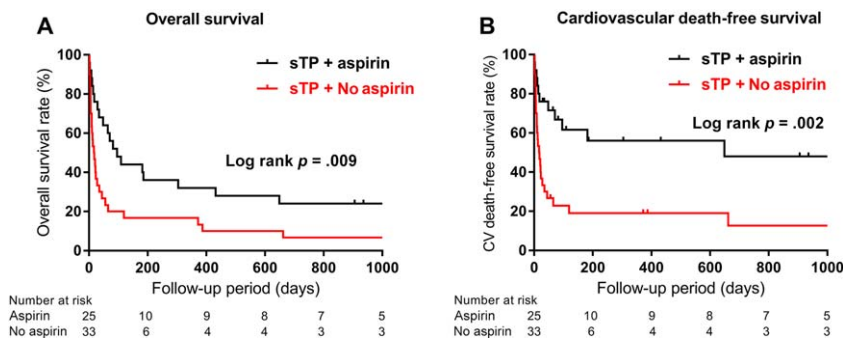 A
Overall survival
sTP + aspirin
sTP + No aspirin
Log rank p = .009
Overall survival rate (%)
100
80
60
40
20
0
0 200 400 600 800 1000
Follow-up period (days)
Number at risk
Aspirin 25 10 9 8 7 5
No aspirin 33 6 4 4 3 3
B
Cardiovascular death-free survival
sTP + aspirin
sTP + No aspirin
Log rank p = .002
CV death-free survival rate (%)
100
80
60
40
20
0
0 200 400 600 800 1000
Follow-up period (days)
Number at risk
Aspirin 25 10 9 8 7 5
No aspirin 33 6 4 4 3 3